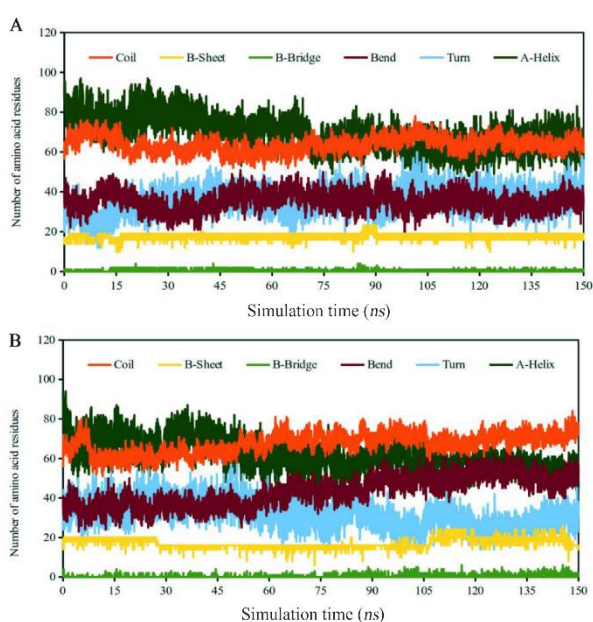 A
120
Coil B-Sheet B-Bridge Bend Turn A-Helix
100
80
60
40
20
0
Number of amino acid residues
0 15 30 45 60 75 90 105 120 135 150
Simulation time (ns)
B
120
Coil B-Sheet B-Bridge Bend Turn A-Helix
100
80
60
40
20
0
Number of amino acid residues
0 15 30 45 60 75 90 105 120 135 150
Simulation time (ns)